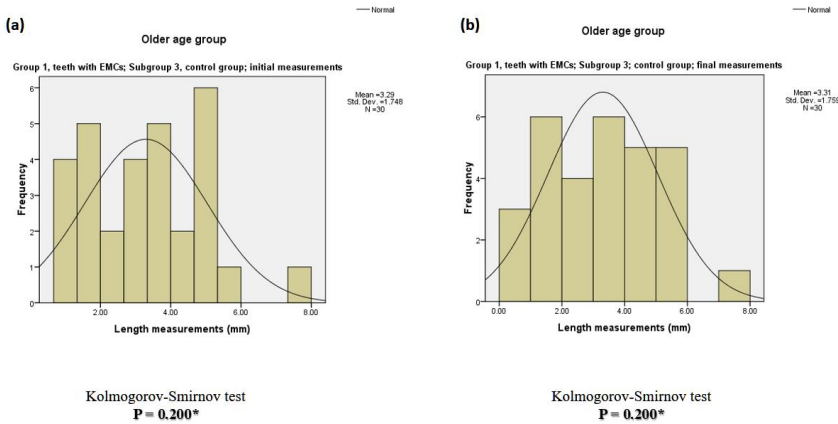 Normal
(a)
Older age group
Group 1, teeth with EMCs; Subgroup 3, control group; initial measurements
Mean =3.29
Std. Dev. =1.748
N =30
6
5
4
3
2
1
0
Frequency
2.00 4.00 6.00 8.00
Length measurements (mm)
Kolmogorov-Smirnov test
P = 0.200*
Normal
(b)
Older age group
Group 1, teeth with EMCs; Subgroup 3; control group; final measurements
Mean =3.31
Std. Dev. =1.759
N =30
6
4
2
0
Frequency
0.00 2.00 4.00 6.00 8.00
Length measurements (mm)
Kolmogorov-Smirnov test
P = 0.200*